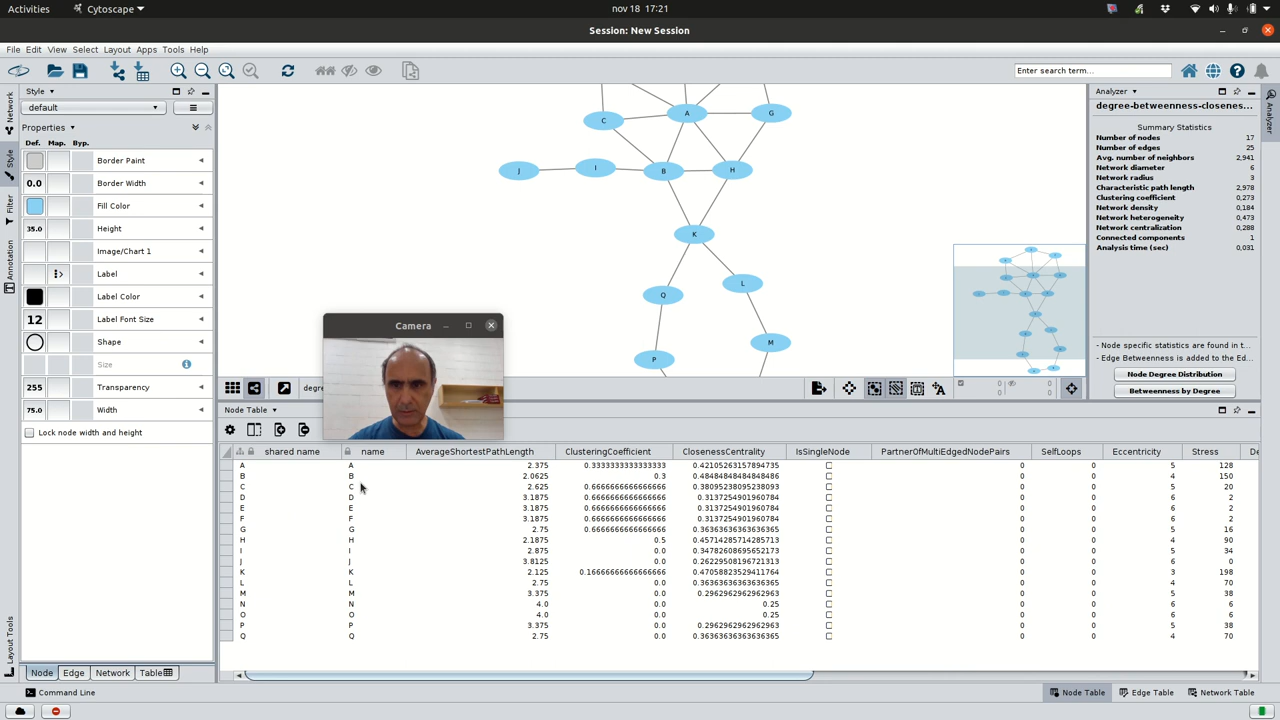 Activities Cytoscape nov 18 17:21
Session: New Session
File Edit View Select Layout Apps Tools Help
Enter search term...
Style
default
Properties
Def. Map. Byp.
Border Paint
0.0 Border Width
Fill Color
35.0 Height
Image/Chart 1
Label
Label Color
12 Label Font Size
Shape
Size
255 Transparency
75.0 Width
Lock node width and height
Node Edge Network Table
Network
Style
Filter
Annotation
Layout Tools
C A G
J I B H
K
Q L
P M
Camera
degre
0 0
0 0
Analyzer
degree-betweenness-closenes...
Summary Statistics
Number of nodes 17
Number of edges 25
Avg. number of neighbors 2,941
Network diameter 6
Network radius 3
Characteristic path length 2,978
Clustering coefficient 0,273
Network density 0,184
Network heterogeneity 0,473
Network centralization 0,288
Connected components 1
Analysis time (sec) 0,031
- Node specific statistics are found in t...
- Edge Betweenness is added to the Ed...
Node Degree Distribution
Betweenness by Degree
Analyzer
Node Table
shared name name AverageShortestPathLength ClusteringCoefficient ClosenessCentrality IsSingleNode PartnerOfMultiEdgedNodePairs SelfLoops Eccentricity Stress De
A A 2.375 0.3333333333333333 0.42105263157894735 0 0 5 128
B B 2.0625 0.3 0.48484848484848486 0 0 4 150
C C 2.625 0.6666666666666666 0.38095238095238093 0 0 5 20
D D 3.1875 0.6666666666666666 0.3137254901960784 0 0 6 2
E E 3.1875 0.6666666666666666 0.3137254901960784 0 0 6 2
F F 3.1875 0.6666666666666666 0.3137254901960784 0 0 6 2
G G 2.75 0.6666666666666666 0.36363636363636365 0 0 5 16
H H 2.1875 0.5 0.45714285714285713 0 0 4 90
I I 2.875 0.0 0.34782608695652173 0 0 5 34
J J 3.8125 0.0 0.26229508196721313 0 0 6 0
K K 2.125 0.16666666666666666 0.47058823529411764 0 0 3 198
L L 2.75 0.0 0.36363636363636365 0 0 4 70
M M 3.375 0.0 0.2962962962962963 0 0 5 38
N N 4.0 0.0 0.25 0 0 6 6
O O 4.0 0.0 0.25 0 0 6 6
P P 3.375 0.0 0.2962962962962963 0 0 5 38
Q Q 2.75 0.0 0.36363636363636365 0 0 4 70
Command Line Node Table Edge Table Network Table